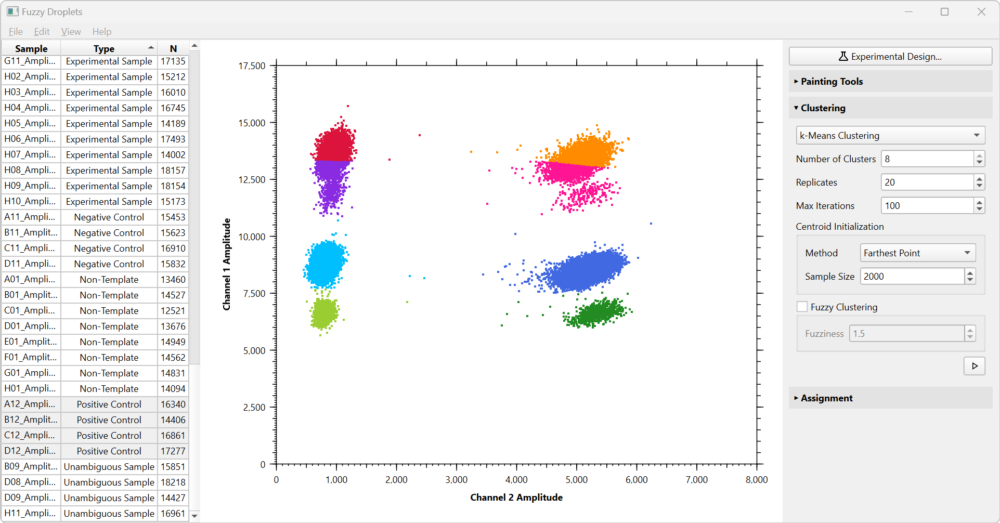 Fuzzy Droplets
File Edit View Help
Sample Type N
G11_Ampli... Experimental Sample 17135
H02_Ampli... Experimental Sample 15212
H03_Ampli... Experimental Sample 16010
H04_Ampli... Experimental Sample 16745
H05_Ampli... Experimental Sample 14189
H06_Ampli... Experimental Sample 17493
H07_Ampli... Experimental Sample 14002
H08_Ampli... Experimental Sample 18157
H09_Ampli... Experimental Sample 18154
H10_Ampli... Experimental Sample 15173
A11_Ampli... Negative Control 15453
B11_Amplit... Negative Control 15623
C11_Ampli... Negative Control 16910
D11_Ampli... Negative Control 15832
A01_Ampli... Non-Template 13460
B01_Ampli... Non-Template 14527
C01_Ampli... Non-Template 12521
D01_Ampli... Non-Template 13676
E01_Amplit... Non-Template 14949
F01_Amplit... Non-Template 14562
G01_Ampli... Non-Template 14831
H01_Ampli... Non-Template 14094
A12_Ampli... Positive Control 16340
B12_Amplit... Positive Control 14406
C12_Ampli... Positive Control 16861
D12_Ampli... Positive Control 17277
B09_Amplit... Unambiguous Sample 15851
D08_Ampli... Unambiguous Sample 18218
D09_Ampli... Unambiguous Sample 14427
H11_Ampli... Unambiguous Sample 16961
Channel 1 Amplitude
17,500
15,000
12,500
10,000
7,500
5,000
2,500
0
0 1,000 2,000 3,000 4,000 5,000 6,000 7,000 8,000
Channel 2 Amplitude
Experimental Design...
Painting Tools
Clustering
k-Means Clustering
Number of Clusters 8
Replicates 20
Max Iterations 100
Centroid Initialization
Method Farthest Point
Sample Size 2000
Fuzzy Clustering
Fuzziness 1.5
Assignment